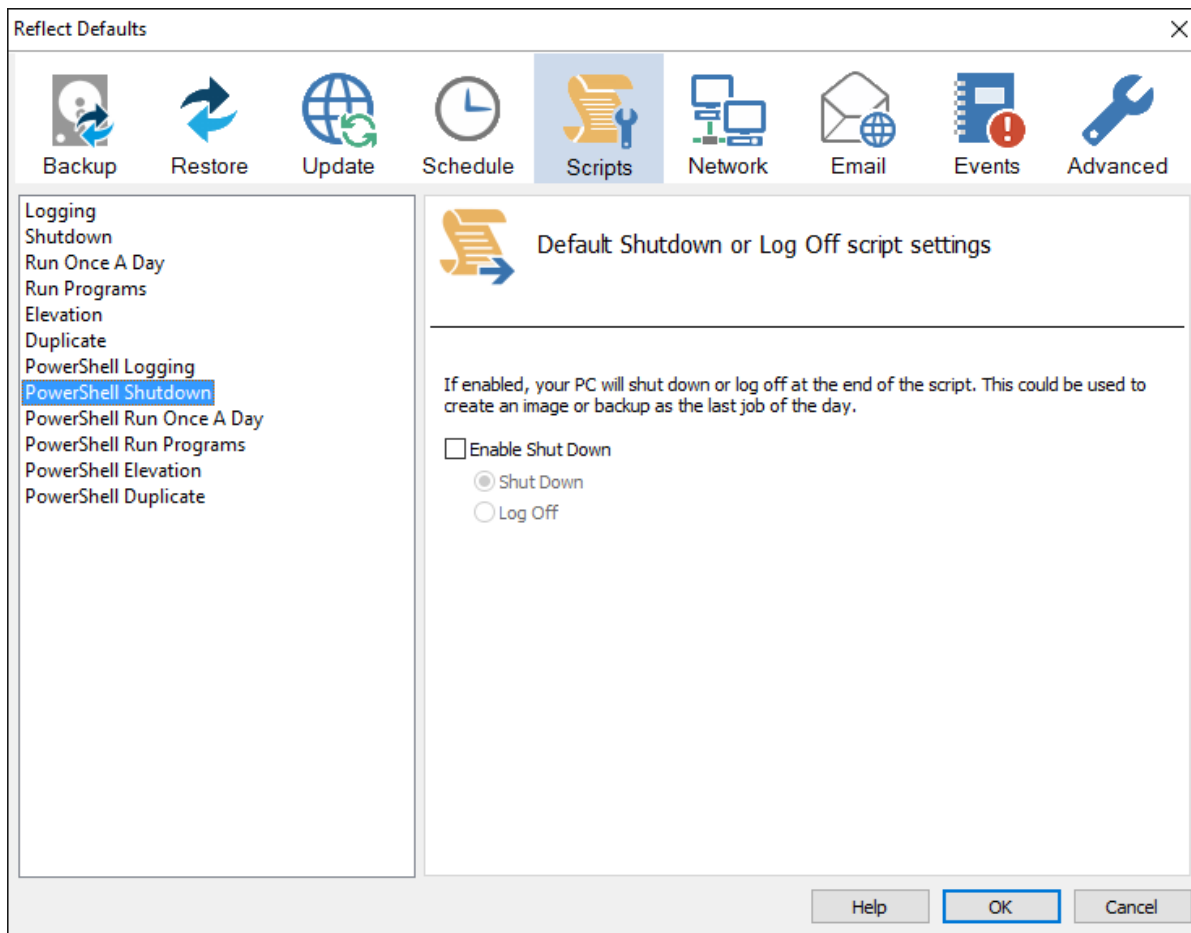 Reflect Defaults
Backup
Restore
Update
Schedule
Scripts
Network
Email
Events
Advanced
Logging
Shutdown
Run Once A Day
Run Programs
Elevation
Duplicate
PowerShell Logging
PowerShell Shutdown
PowerShell Run Once A Day
PowerShell Run Programs
PowerShell Elevation
PowerShell Duplicate
Default Shutdown or Log Off script settings
If enabled, your PC will shut down or log off at the end of the script. This could be used to
create an image or backup as the last job of the day.
Enable Shut Down
Shut Down
Log Off
Help
OK
Cancel